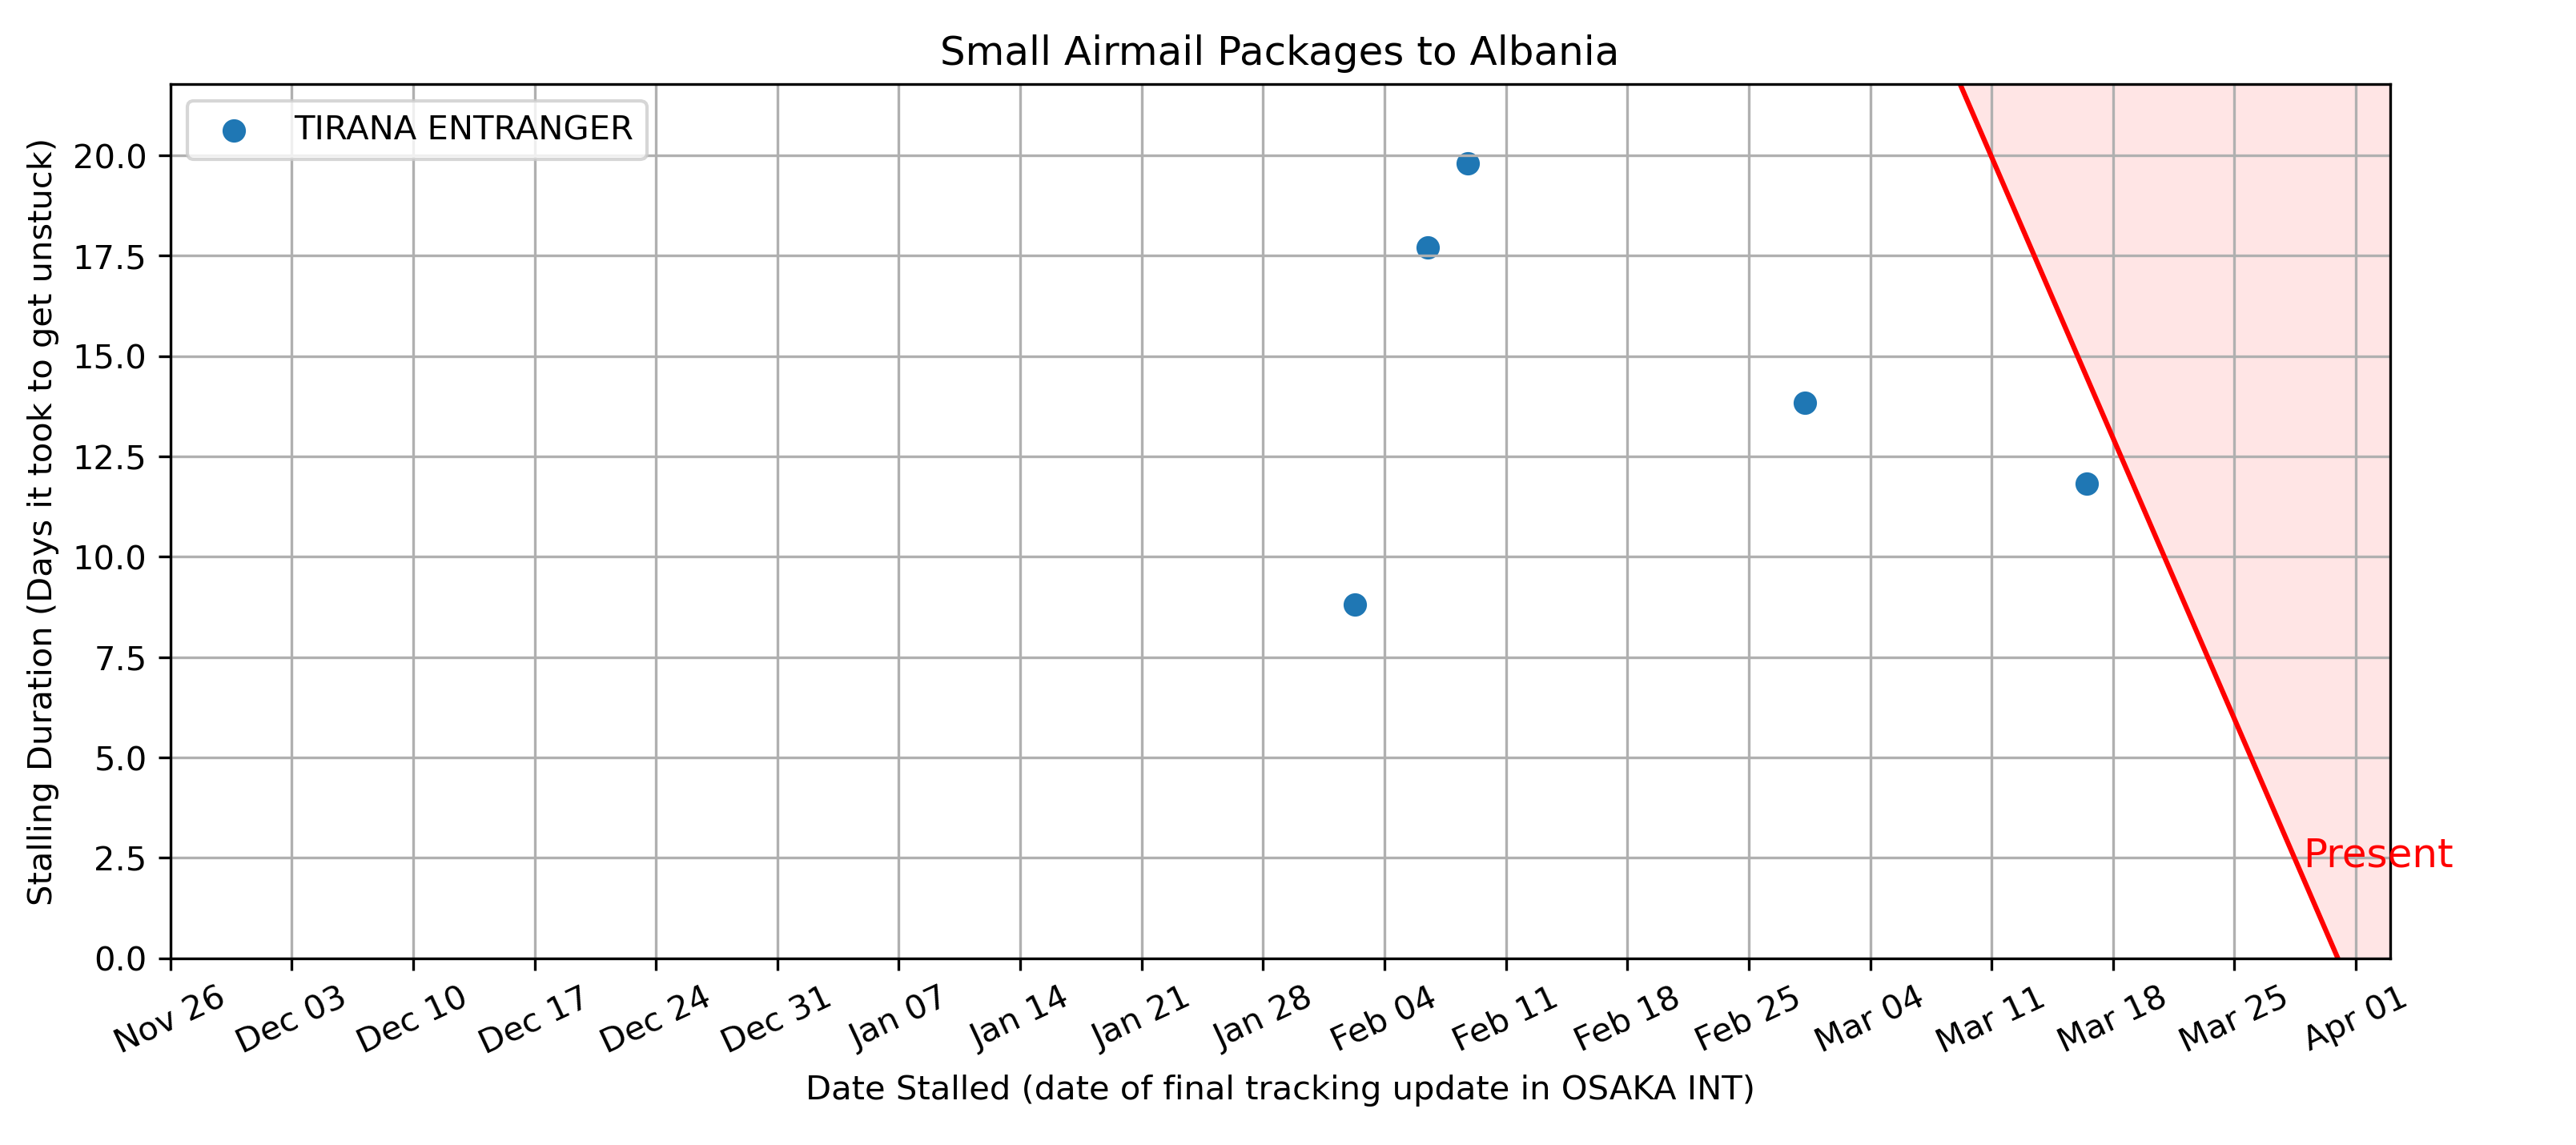 Small Airmail Packages to Albania
TIRANA ENTRANGER
Stalling Duration (Days it took to get unstuck)
20.0
17.5
15.0
12.5
10.0
7.5
5.0
2.5
0.0
Present
Nov 26
Dec 03
Dec 10
Dec 17
Dec 24
Dec 31
Jan 07
Jan 14
Jan 21
Jan 28
Feb 04
Feb 11
Feb 18
Feb 25
Mar 04
Mar 11
Mar 18
Mar 25
Apr 01
Date Stalled (date of final tracking update in OSAKA INT)